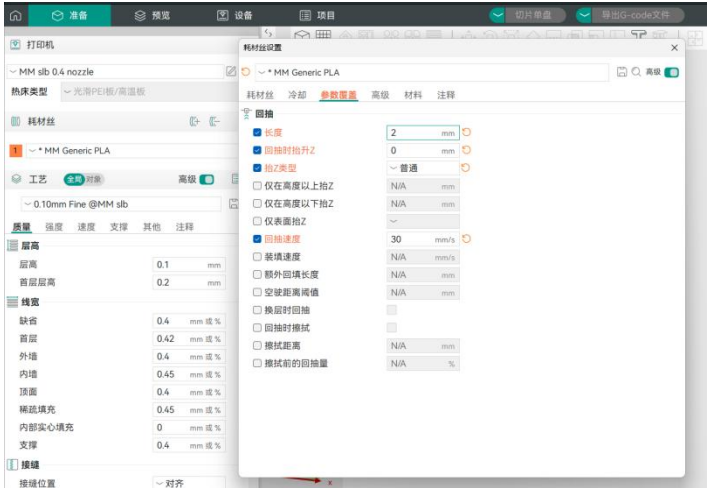 准备
预览
设备
项目
切片单盘
导出G-code文件
打印机
MM slb 0.4 nozzle
热床类型
光滑PEI板/高温板
耗材丝
1
* MM Generic PLA
工艺
全局
对象
高级
0.10mm Fine @MM slb
质量 强度 速度 支撑 其他 注释
层高
层高 0.1 mm
首层层高 0.2 mm
线宽
缺省 0.4 mm 或 %
首层 0.42 mm 或 %
外墙 0.4 mm 或 %
内墙 0.45 mm 或 %
顶面 0.4 mm 或 %
稀疏填充 0.45 mm 或 %
内部实心填充 0 mm 或 %
支撑 0.4 mm 或 %
接缝
接缝位置 对齐
耗材丝设置
* MM Generic PLA
高级
耗材丝 冷却 参数覆盖 高级 材料 注释
回抽
长度 2 mm
回抽时抬升Z 0 mm
抬Z类型 普通
仅在高度以上抬Z N/A mm
仅在高度以下抬Z N/A mm
仅表面抬Z
回抽速度 30 mm/s
装填速度 N/A mm/s
额外回填长度 N/A mm
空驶距离阈值 N/A mm
换层时回抽
回抽时擦拭
擦拭距离 N/A mm
擦拭前的回抽量 N/A %
x